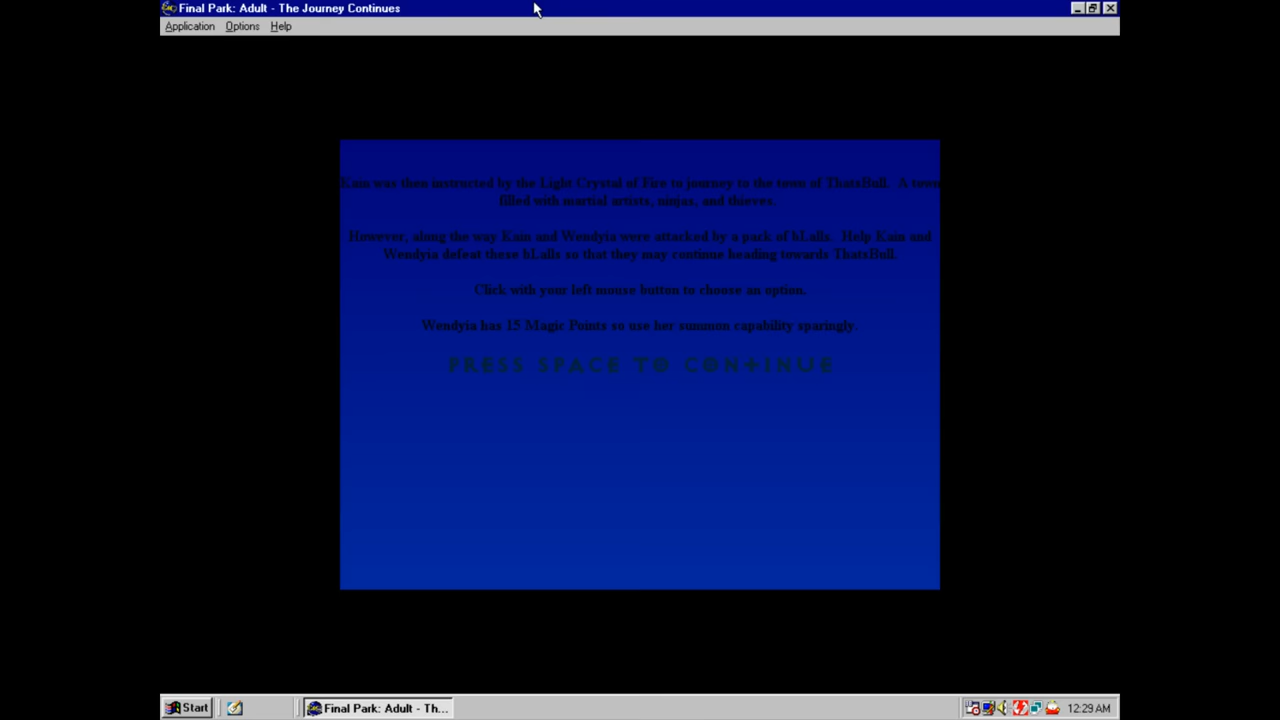 Final Park: Adult - The Journey Continues
Application Options Help
Kain was then instructed by the Light Crystal of Fire to journey to the town of ThatsBull. A town
filled with martial artists, ninjas, and thieves.
However, along the way Kain and Wendyia were attacked by a pack of hLalls. Help Kain and
Wendyia defeat these hLalls so that they may continue heading towards ThatsBull.
Click with your left mouse button to choose an option.
Wendyia has 15 Magic Points so use her summon capability sparingly.
PRESS SPACE TO CONTINUE
Start Final Park: Adult - Th... 12:29 AM